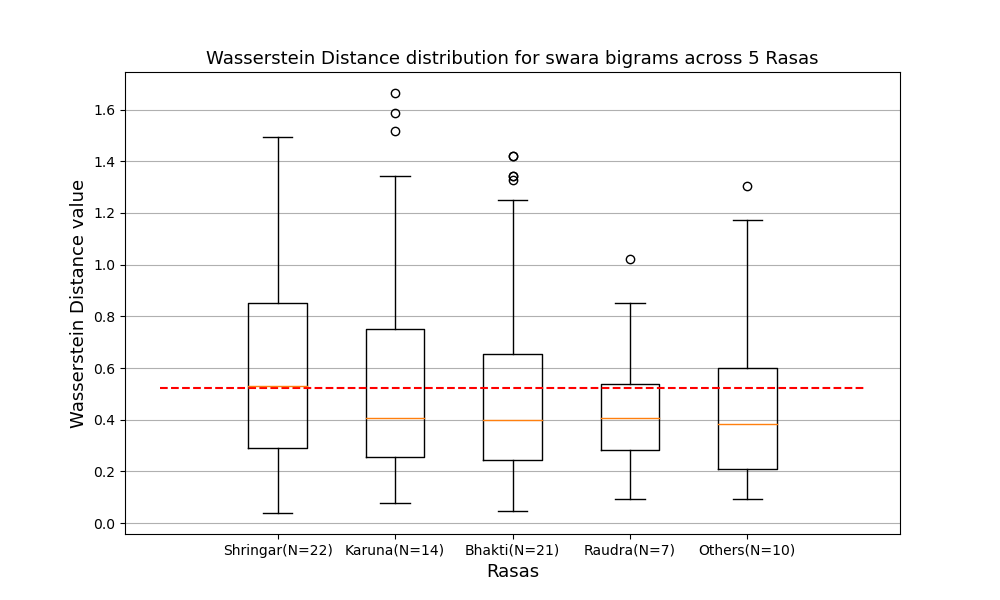 Wasserstein Distance distribution for swara bigrams across 5 Rasas
Wasserstein Distance value
1.6
1.4
1.2
1.0
0.8
0.6
0.4
0.2
0.0
Shringar(N=22) Karuna(N=14) Bhakti(N=21) Raudra(N=7) Others(N=10)
Rasas